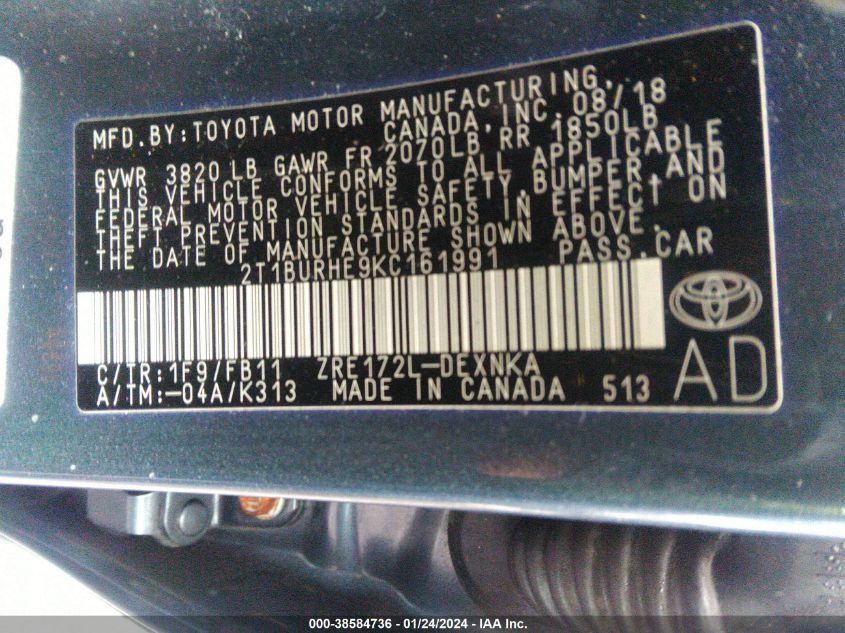 MFD.BY:TOYOTA MOTOR MANUFACTURING,
CANADA,INC. 08/18
GVWR 3820 LB GAWR FR 2070LB RR 1850LB
THIS VEHICLE CONFORMS TO ALL APPLICABLE
FEDERAL MOTOR VEHICLE SAFETY,BUMPER,AND
THEFT PREVENTION STANDARDS IN EFFECT ON
THE DATE OF MANUFACTURE SHOWN ABOVE.
2T1BURHE9KC161991 PASS.CAR
C/TR:1F9/FB11 ZRE172L-DEXNKA
A/TM:-04A/K313 MADE IN CANADA 513
AD
000-38584736 - 01/24/2024 - IAA Inc.